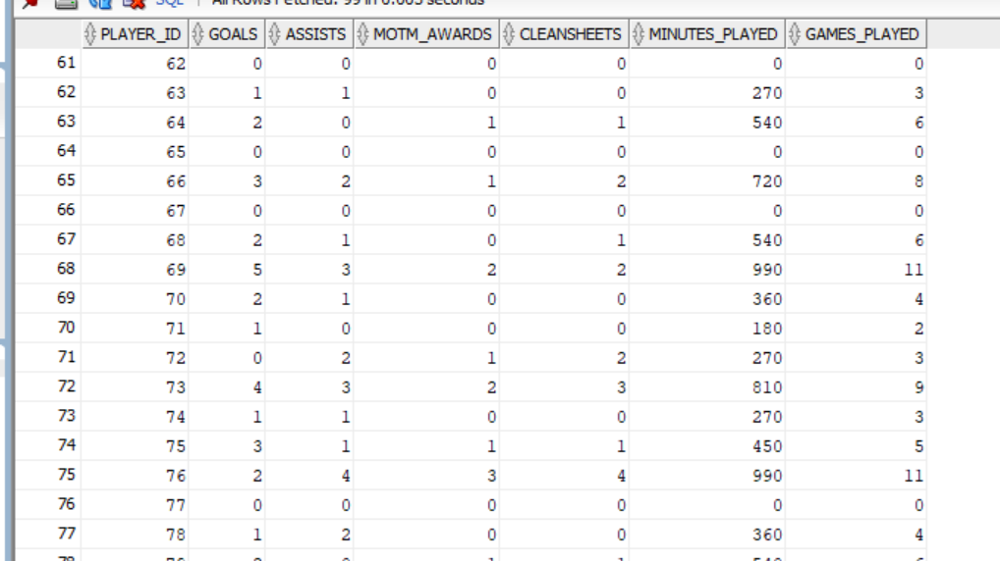 SQL | All Rows Fetched: 99 in 0.003 seconds
PLAYER_ID GOALS ASSISTS MOTM_AWARDS CLEANSHEETS MINUTES_PLAYED GAMES_PLAYED
61 62 0 0 0 0 0 0
62 63 1 1 0 0 270 3
63 64 2 0 1 1 540 6
64 65 0 0 0 0 0 0
65 66 3 2 1 2 720 8
66 67 0 0 0 0 0 0
67 68 2 1 0 1 540 6
68 69 5 3 2 2 990 11
69 70 2 1 0 0 360 4
70 71 1 0 0 0 180 2
71 72 0 2 1 2 270 3
72 73 4 3 2 3 810 9
73 74 1 1 0 0 270 3
74 75 3 1 1 1 450 5
75 76 2 4 3 4 990 11
76 77 0 0 0 0 0 0
77 78 1 2 0 0 360 4